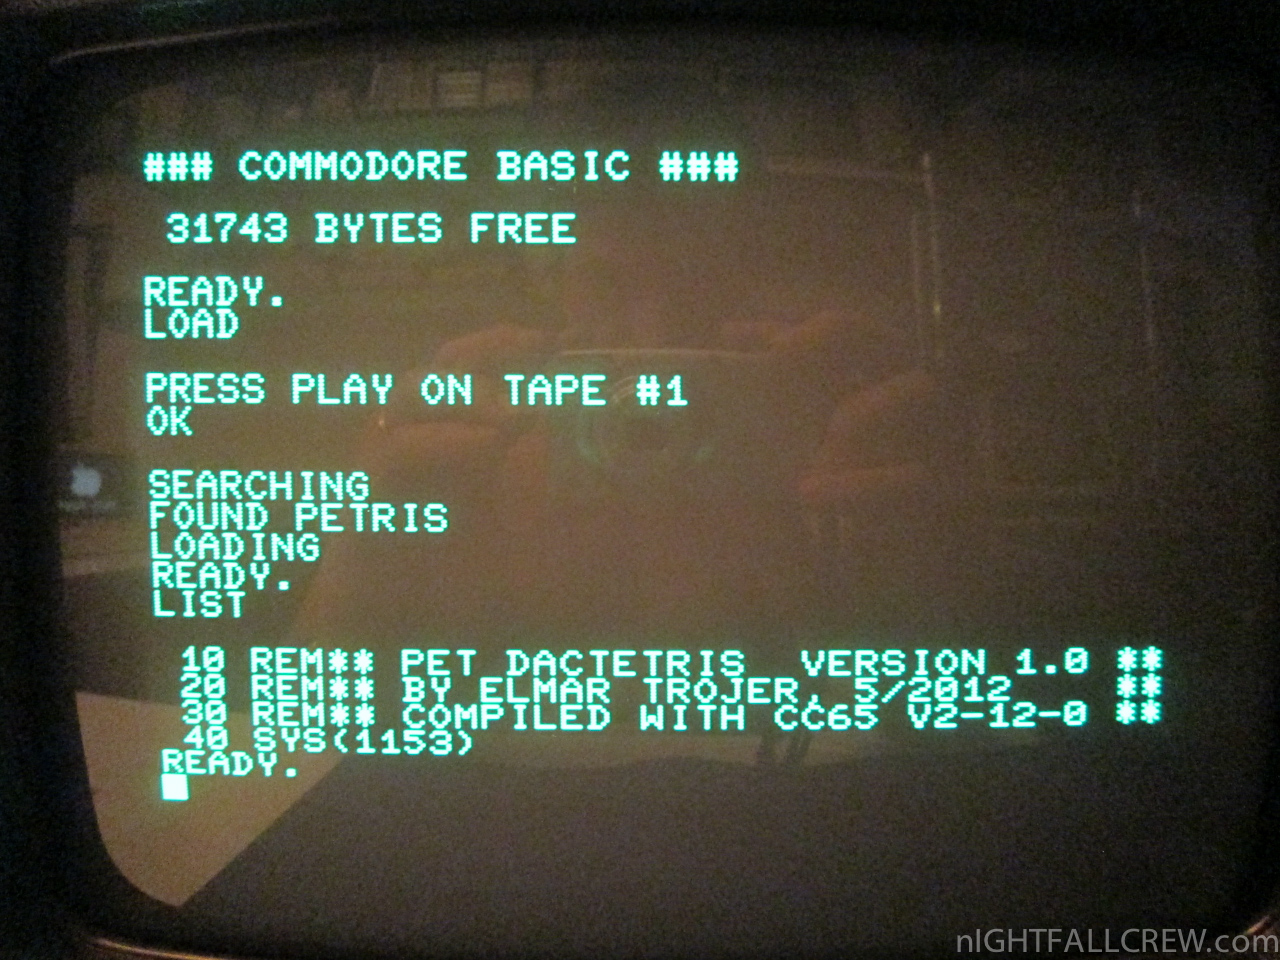 ### COMMODORE BASIC ###
31743 BYTES FREE
READY.
LOAD
PRESS PLAY ON TAPE #1
OK
SEARCHING
FOUND PETRIS
LOADING
READY.
LIST
10 REM** PET DACTETRIS  VERSION 1.0 **
20 REM** BY ELMAR TROJER, 5/2012     **
30 REM** COMPILED WITH CC65 V2-12-0 **
40 SYS(1153)
READY.
nIGHTFALLCREW.com